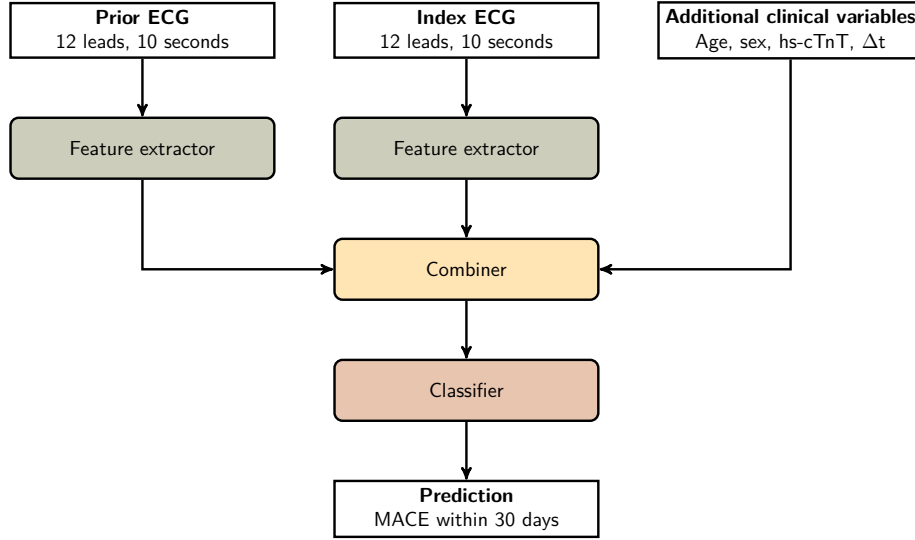 Prior ECG
12 leads, 10 seconds
Index ECG
12 leads, 10 seconds
Additional clinical variables
Age, sex, hs-cTnT, Δt
Feature extractor
Feature extractor
Combiner
Classifier
Prediction
MACE within 30 days